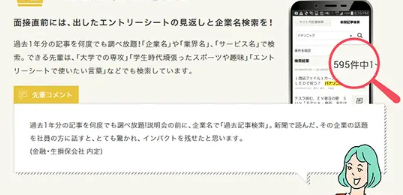 面接直前には、出したエントリーシートの見返しと企業名検索を！
過去1年分の記事を何度でも調べ放題！「企業名」や「業界名」、「サービス名」で検
索。できる先輩は、「大学での専攻」「学生時代頑張ったスポーツや趣味」「エン
トリーシートで使いたい言葉」などでも検索しています。
595件中1~
先輩コメント
過去1年分の記事を何度でも調べ放題！説明会の前に、企業名で「過去記事検索」。新聞で読んだ、その企業の話題
を社員の方に話すと、とても驚かれ、インパクトを残せたと思います。
(金融・生損保会社 内定)